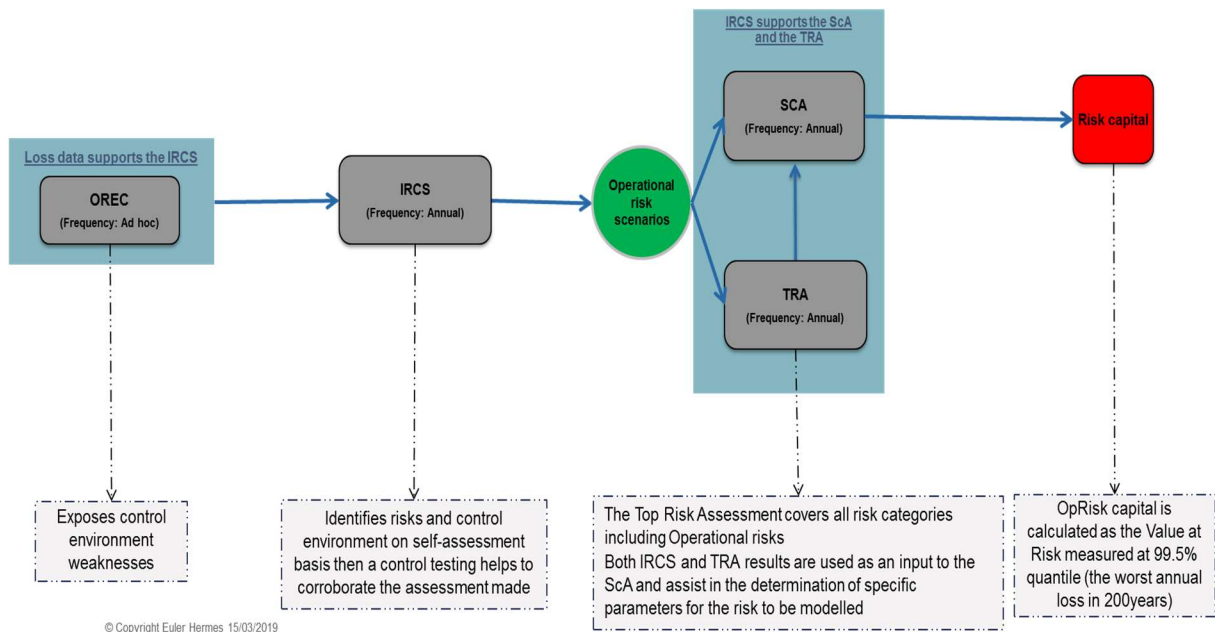 IRCS supports the ScA
and the TRA
SCA
(Frequency: Annual)
Risk capital
Loss data supports the IRCS
OREC
(Frequency: Ad hoc)
IRCS
(Frequency: Annual)
Operational
risk
scenarios
TRA
(Frequency: Annual)
Exposes control
environment
weaknesses
Identifies risks and control
environment on self-assessment
basis then a control testing helps to
corroborate the assessment made
The Top Risk Assessment covers all risk categories
including Operational risks
Both IRCS and TRA results are used as an input to the
ScA and assist in the determination of specific
parameters for the risk to be modelled
OpRisk capital is
calculated as the Value at
Risk measured at 99.5%
quantile (the worst annual
loss in 200years)
© Copyright Euler Hermes 15/03/2019